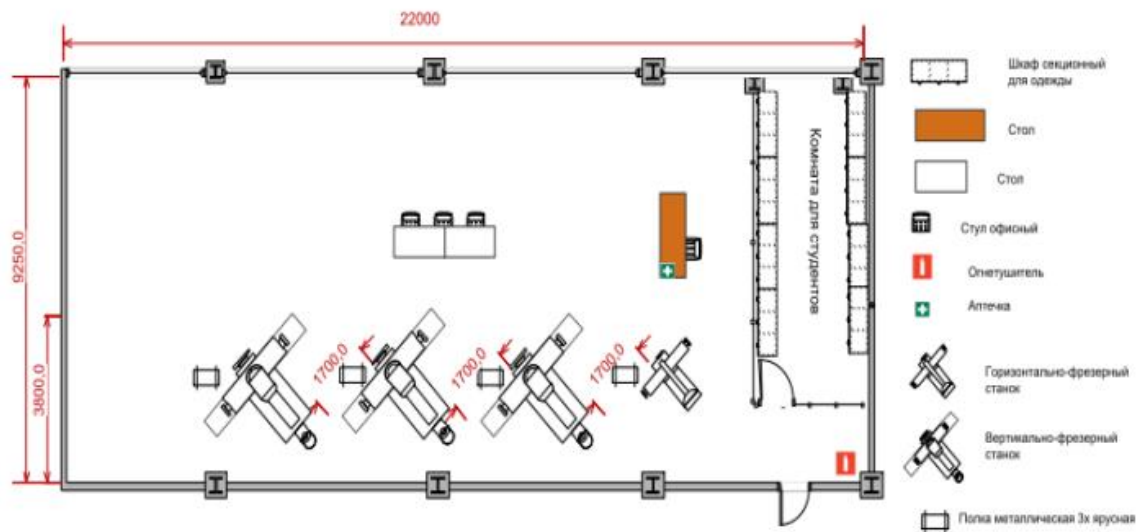 22000
9250,0
3800,0
1700,0
1700,0
1700,0
Комната для студентов
Шкаф секционный
для одежды
Стол
Стол
Стул офисный
Огнетушитель
Аптечка
Горизонтально-фрезерный
станок
Вертикально-фрезерный
станок
Полка металлическая 3х ярусная